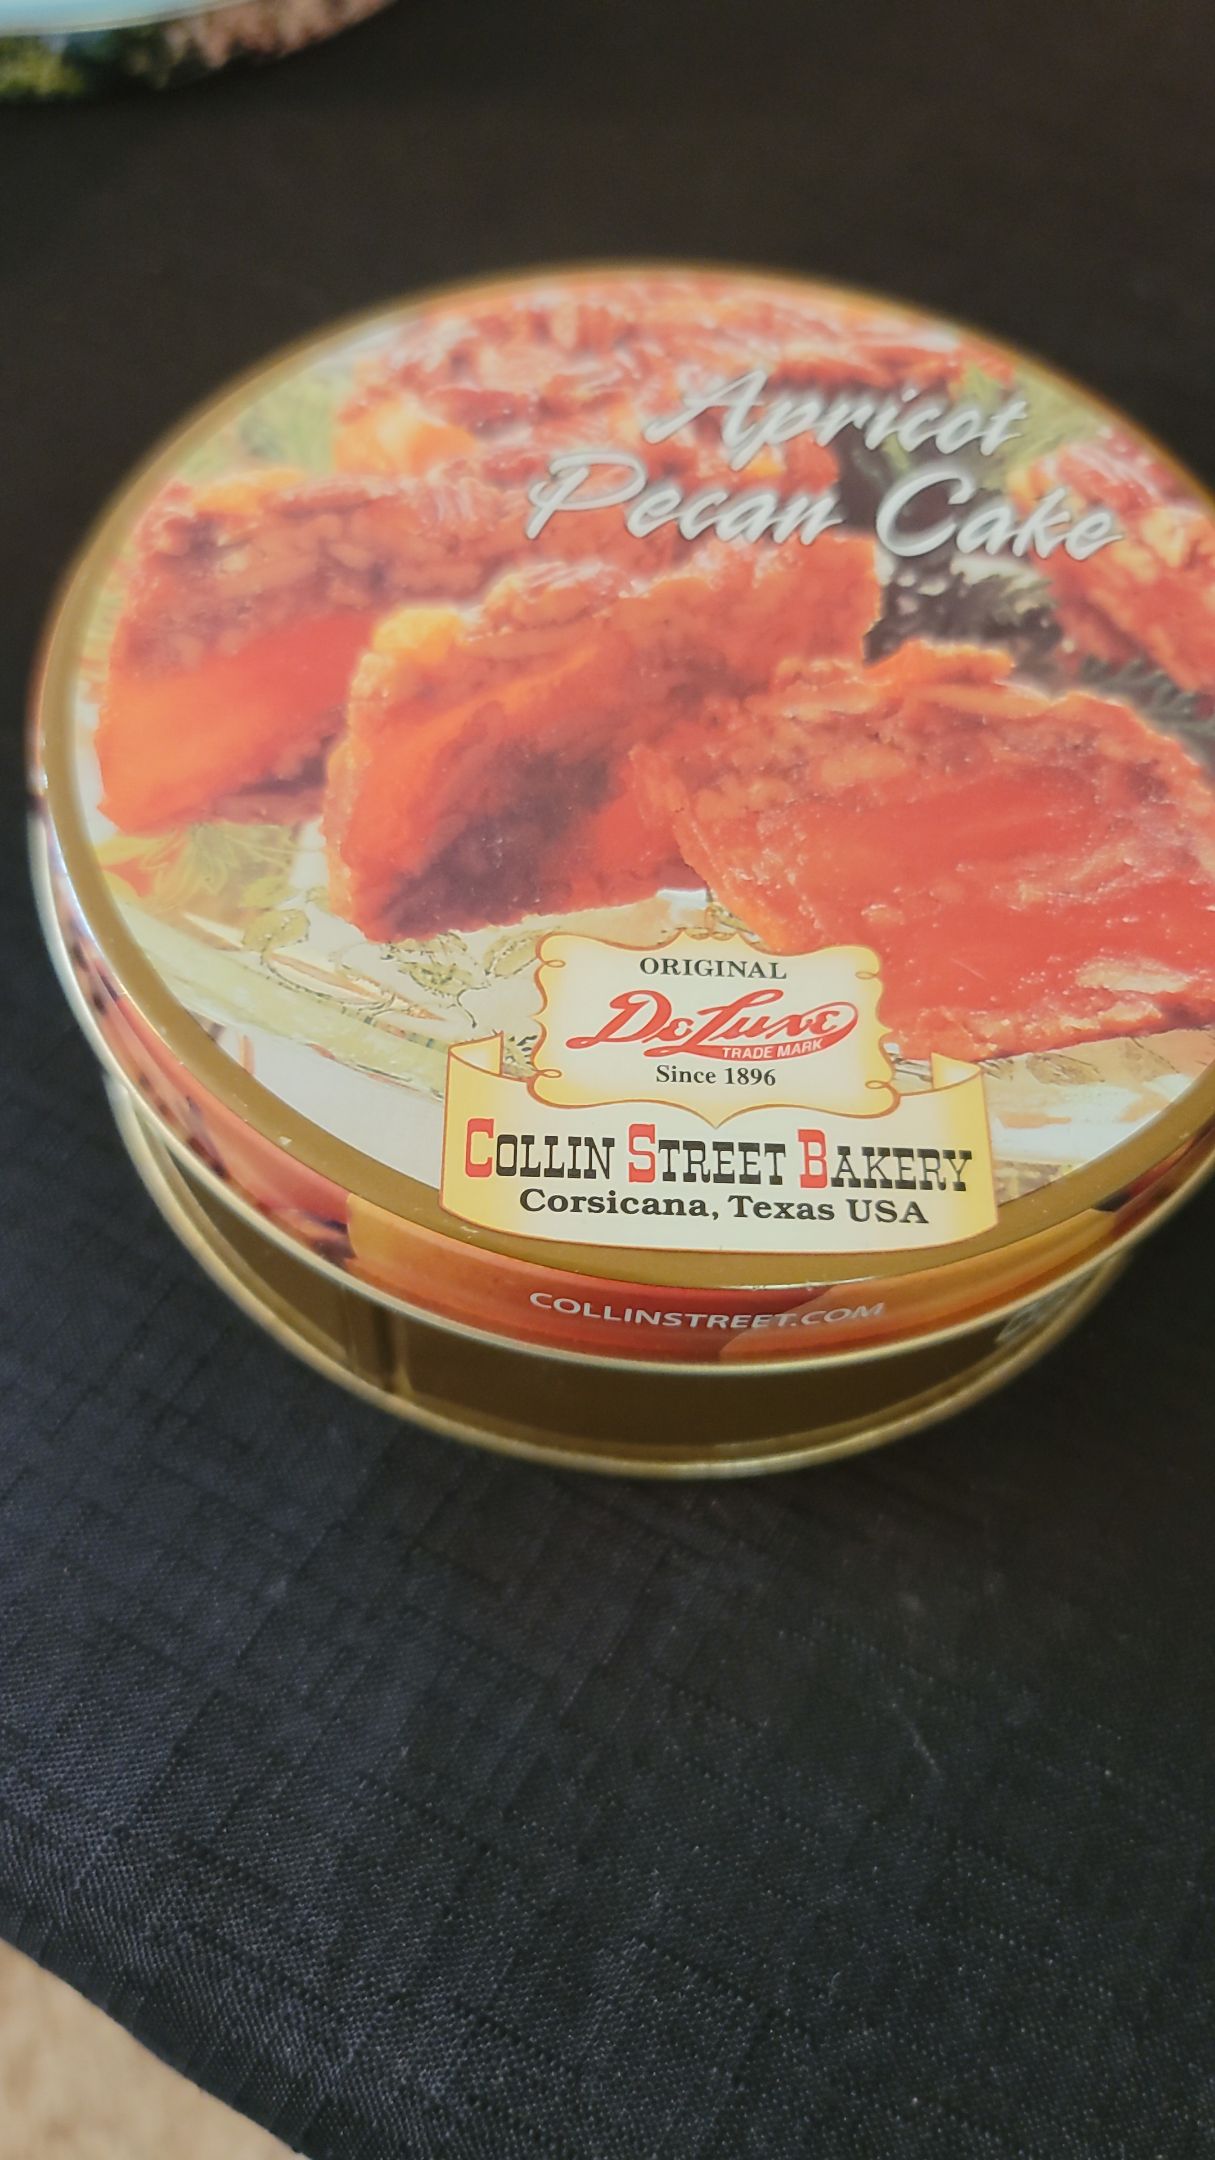 Apricot
Pecan Cake
ORIGINAL
DeLuxe
TRADE MARK
Since 1896
COLLIN STREET BAKERY
Corsicana, Texas USA
COLLINSTREET.COM